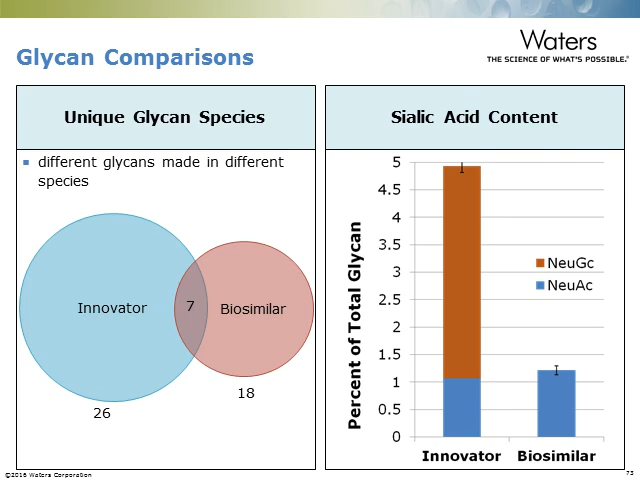 Waters
THE SCIENCE OF WHAT'S POSSIBLE.®
Glycan Comparisons
Unique Glycan Species
▪ different glycans made in different
species
Innovator
7
Biosimilar
26
18
Sialic Acid Content
Percent of Total Glycan
5
4.5
4
3.5
3
2.5
2
1.5
1
0.5
0
NeuGc
NeuAc
Innovator
Biosimilar
©2016 Waters Corporation
73